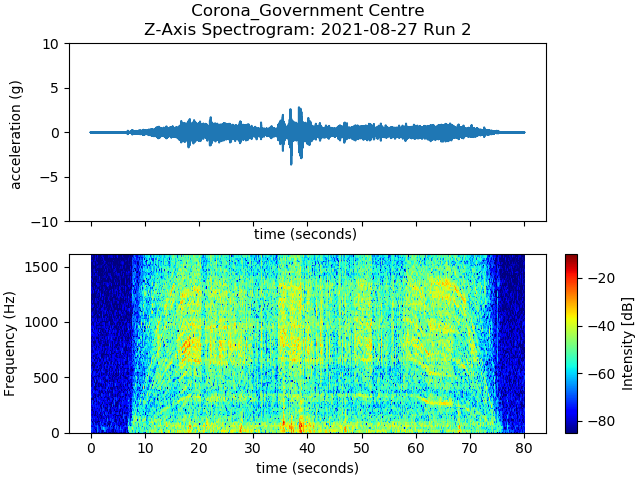 Corona_Government Centre
Z-Axis Spectrogram: 2021-08-27 Run 2
10
5
0
−5
−10
acceleration (g)
time (seconds)
1500
1000
500
0
Frequency (Hz)
0 10 20 30 40 50 60 70 80
time (seconds)
−20
−40
−60
−80
Intensity [dB]